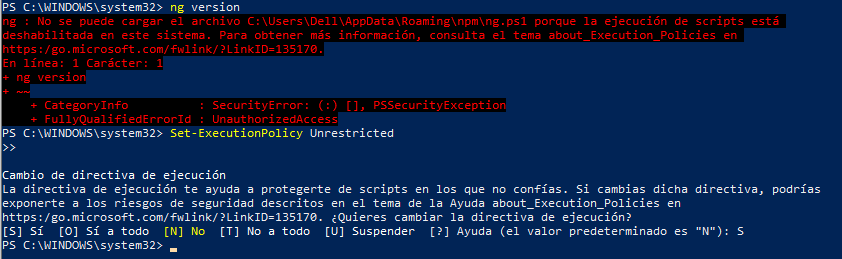 PS C:\WINDOWS\system32> ng version
ng : No se puede cargar el archivo C:\Users\Dell\AppData\Roaming\npm\ng.ps1 porque la ejecución de scripts está
deshabilitada en este sistema. Para obtener más información, consulta el tema about_Execution_Policies en
https:/go.microsoft.com/fwlink/?LinkID=135170.
En línea: 1 Carácter: 1
+ ng version
+ ~~
    + CategoryInfo          : SecurityError: (:) [], PSSecurityException
    + FullyQualifiedErrorId : UnauthorizedAccess
PS C:\WINDOWS\system32> Set-ExecutionPolicy Unrestricted
>>

Cambio de directiva de ejecución
La directiva de ejecución te ayuda a protegerte de scripts en los que no confías. Si cambias dicha directiva, podrías
exponerte a los riesgos de seguridad descritos en el tema de la Ayuda about_Execution_Policies en
https:/go.microsoft.com/fwlink/?LinkID=135170. ¿Quieres cambiar la directiva de ejecución?
[S] Sí  [O] Sí a todo  [N] No  [T] No a todo  [U] Suspender  [?] Ayuda (el valor predeterminado es "N"): S
PS C:\WINDOWS\system32>